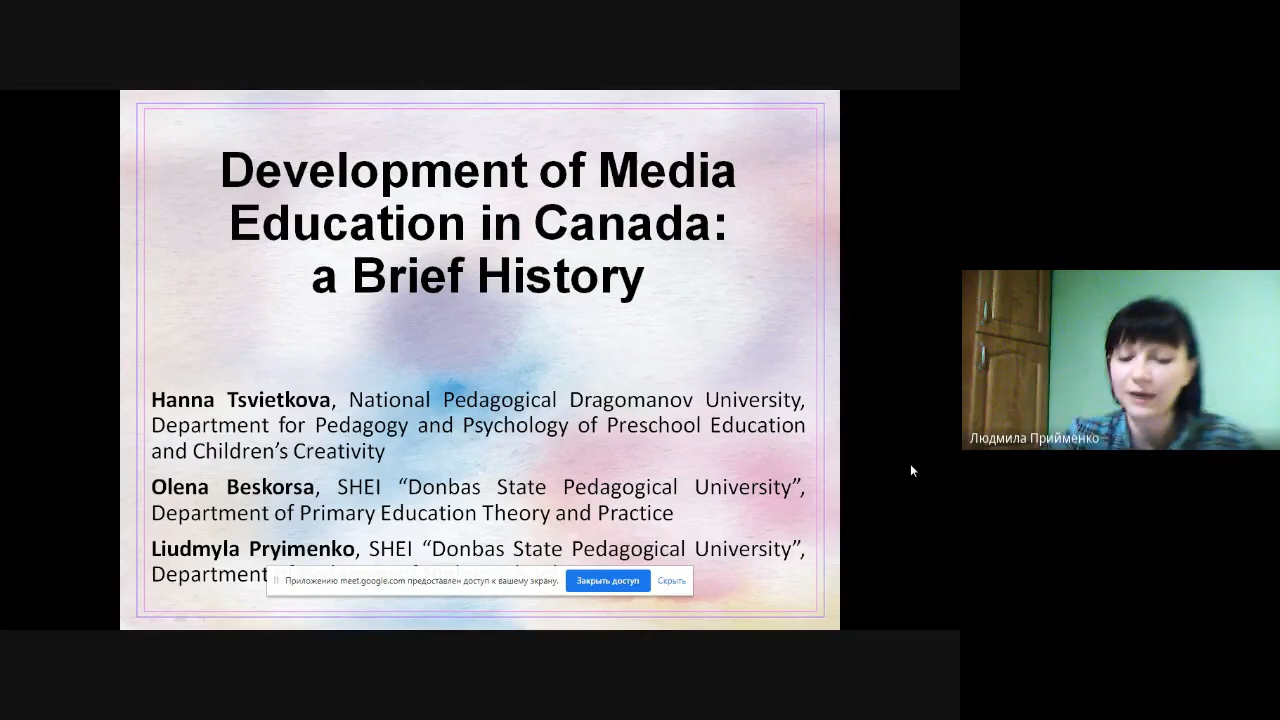 Development of Media
Education in Canada:
a Brief History
Hanna Tsvietkova, National Pedagogical Dragomanov University,
Department for Pedagogy and Psychology of Preschool Education
and Children’s Creativity
Olena Beskorsa, SHEI “Donbas State Pedagogical University”,
Department of Primary Education Theory and Practice
Liudmyla Pryimenko, SHEI “Donbas State Pedagogical University”,
Department
Приложению meet.google.com предоставлен доступ к вашему экрану.
Закрыть доступ
Скрыть
Людмила Прийменко